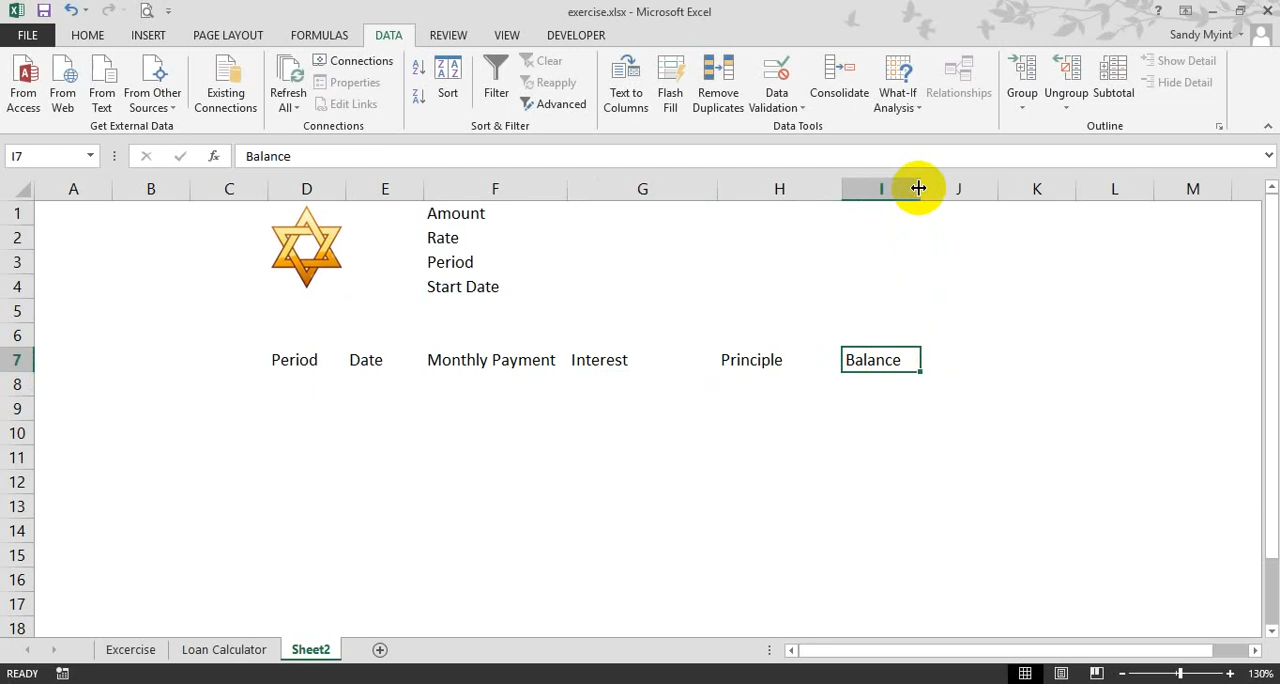 exercise.xlsx - Microsoft Excel
FILE HOME INSERT PAGE LAYOUT FORMULAS DATA REVIEW VIEW DEVELOPER Sandy Myint
From Access
From Web
From Text
From Other Sources
Get External Data
Existing Connections
Refresh All
Connections
Properties
Edit Links
Connections
Sort
Filter
Clear
Reapply
Advanced
Sort & Filter
Text to Columns
Flash Fill
Remove Duplicates
Data Validation
Consolidate
What-If Analysis
Relationships
Data Tools
Group
Ungroup
Subtotal
Show Detail
Hide Detail
Outline
I7 fx Balance
A B C D E F G H I J K L M
1 Amount
2 Rate
3 Period
4 Start Date
5
6
7 Period Date Monthly Payment Interest Principle Balance
8
9
10
11
12
13
14
15
16
17
18
Excercise Loan Calculator Sheet2
READY 130%